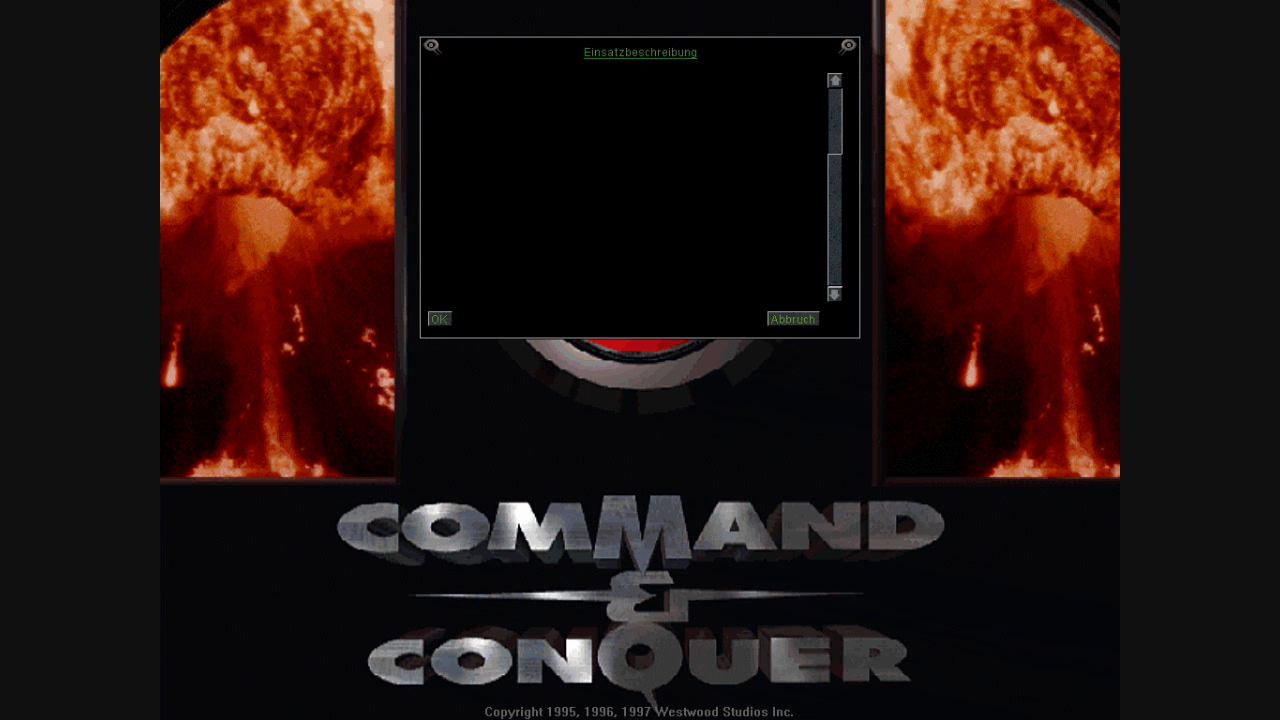 Einsatzbeschreibung
OK
Abbruch
COMMAND
&
CONQUER
Copyright 1995, 1996, 1997 Westwood Studios Inc.